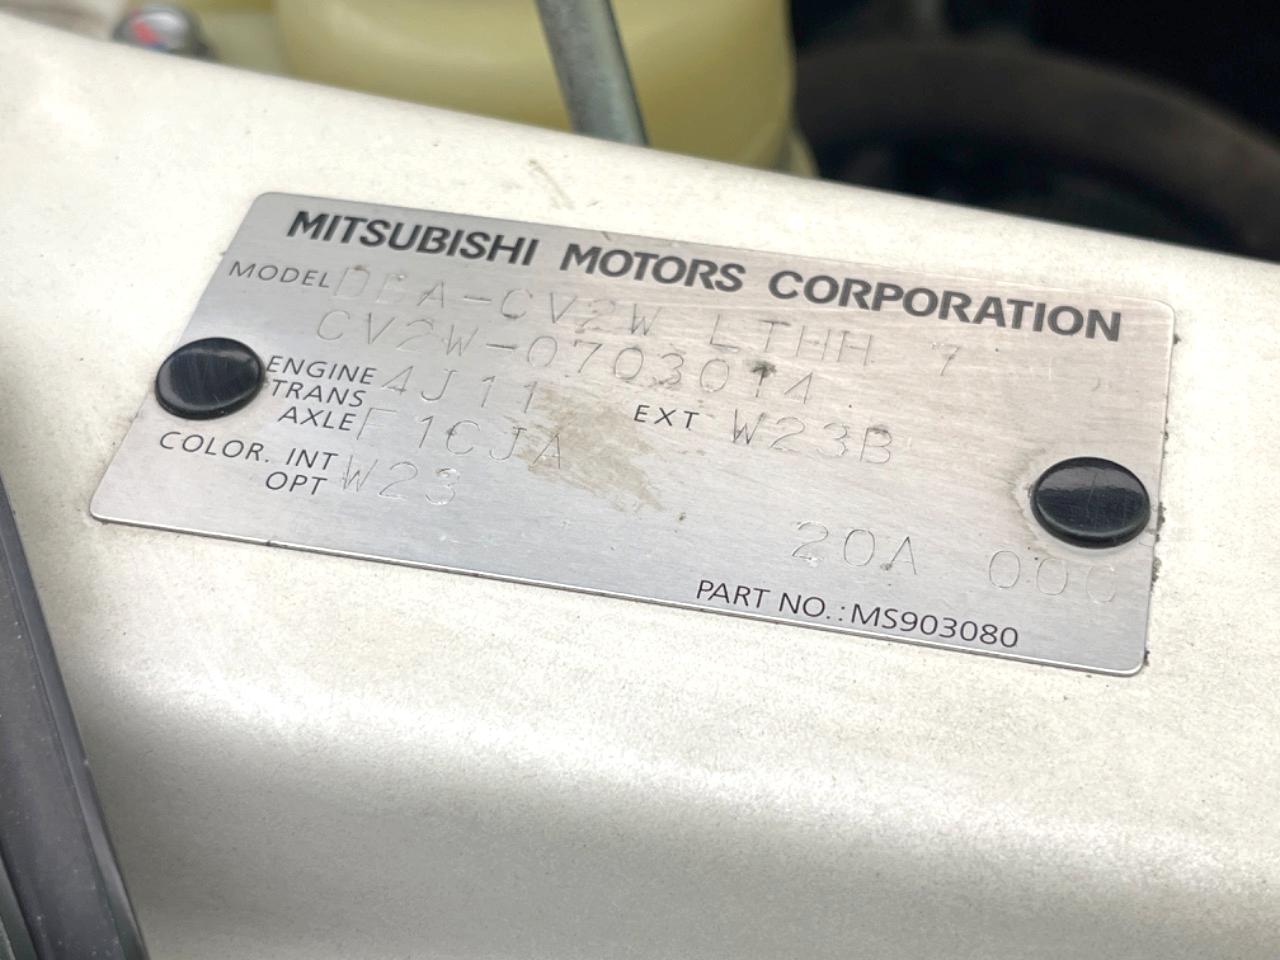 MITSUBISHI MOTORS CORPORATION
MODEL DBA-CV2W LTHH 7
CV2W-0703014
ENGINE 4J11 EXT W23B
TRANS
AXLE F1CJA
COLOR. INT W23
OPT
20A 00C
PART NO.:MS903080